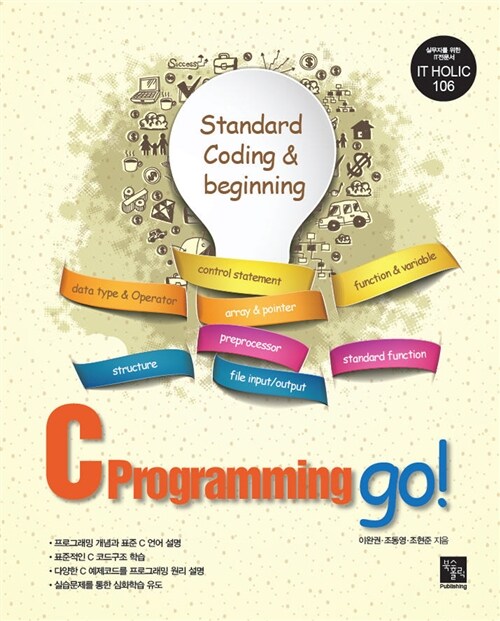 실무자를 위한
IT전문서
IT HOLIC
106
Success
Standard
Coding &
beginning
control statement
function & variable
data type & Operator
array & pointer
preprocessor
structure
standard function
file input/output
C Programming go!
이완권·조동영·조현준 지음
• 프로그래밍 개념과 표준 C 언어 설명
• 표준적인 C 코드구조 학습
• 다양한 C 예제코드를 프로그래밍 원리 설명
• 실습문제를 통한 심화학습 유도
북스홀릭
Publishing